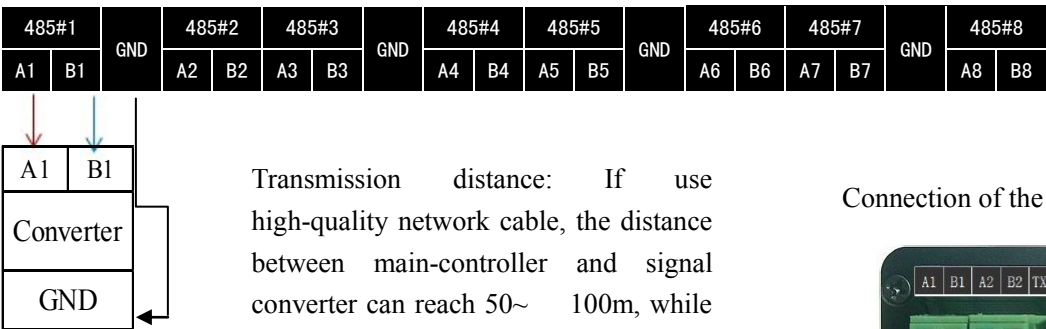 485#1 GND 485#2 485#3 GND 485#4 485#5 GND 485#6 485#7 GND 485#8
A1 B1 A2 B2 A3 B3 A4 B4 A5 B5 A6 B6 A7 B7 A8 B8
A1 B1
Converter
GND
Transmission distance: If use
high-quality network cable, the distance
between main-controller and signal
converter can reach 50~ 100m, while
Connection of the
A1 B1 A2 B2 TX